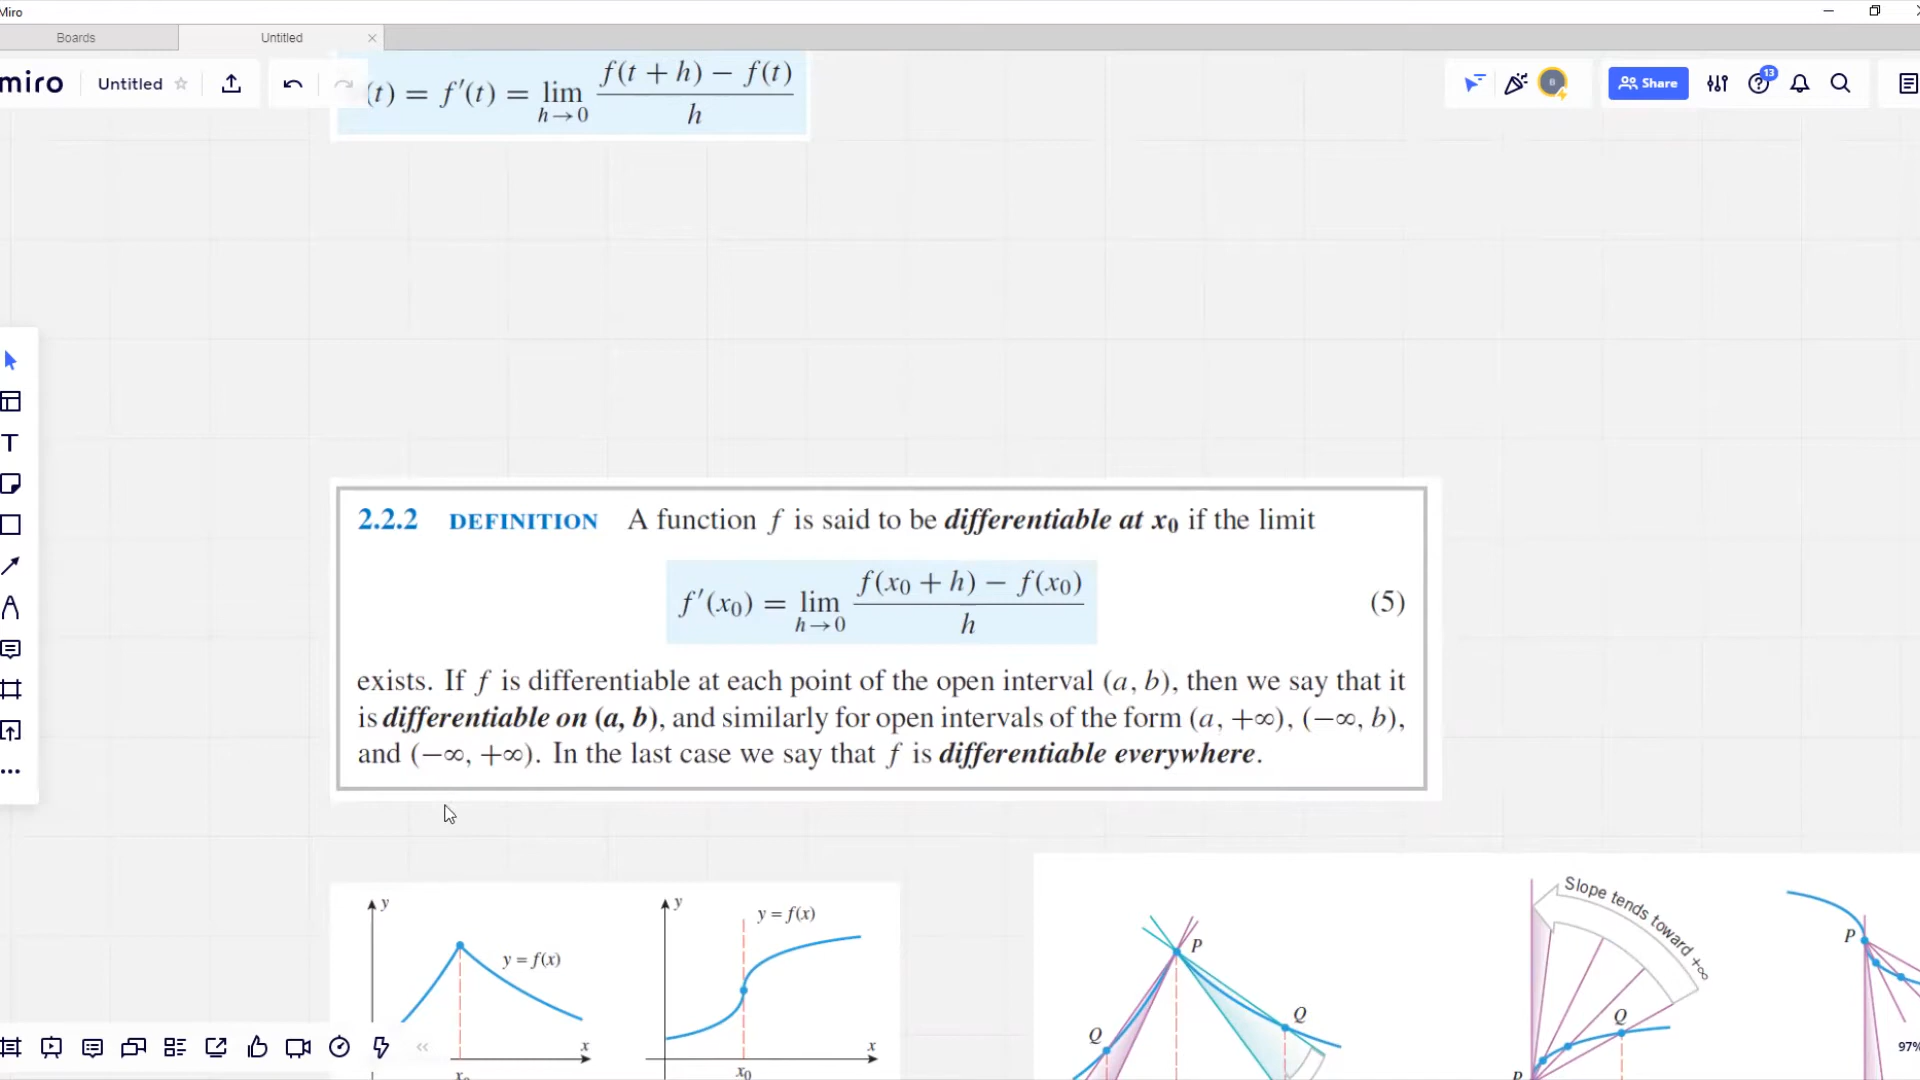 Miro
Boards
Untitled
miro
Untitled
(t) = f′(t) = lim h→0 f(t + h) − f(t) / h
13
Share
2.2.2 DEFINITION A function f is said to be differentiable at x₀ if the limit
f′(x₀) = lim h→0 f(x₀ + h) − f(x₀) / h (5)
exists. If f is differentiable at each point of the open interval (a, b), then we say that it
is differentiable on (a, b), and similarly for open intervals of the form (a, +∞), (−∞, b),
and (−∞, +∞). In the last case we say that f is differentiable everywhere.
y
y = f(x)
x
x₀
y
y = f(x)
x
x₀
P
Q
Q
Slope tends toward +∞
Q
P
P
97%